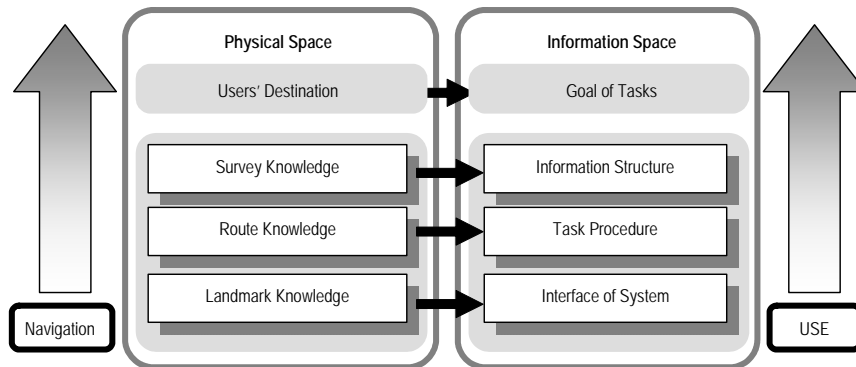 Physical Space
Information Space
Users' Destination
Goal of Tasks
Survey Knowledge
Information Structure
Route Knowledge
Task Procedure
Landmark Knowledge
Interface of System
Navigation
USE